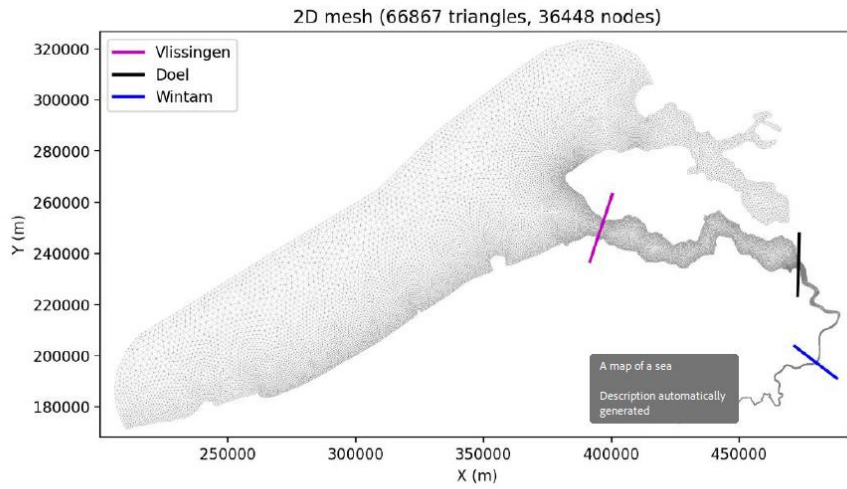 2D mesh (66867 triangles, 36448 nodes)
Vlissingen
Doel
Wintam
320000
300000
280000
260000
240000
220000
200000
180000
Y (m)
A map of a sea
Description automatically
generated
250000 300000 350000 400000 450000
X (m)